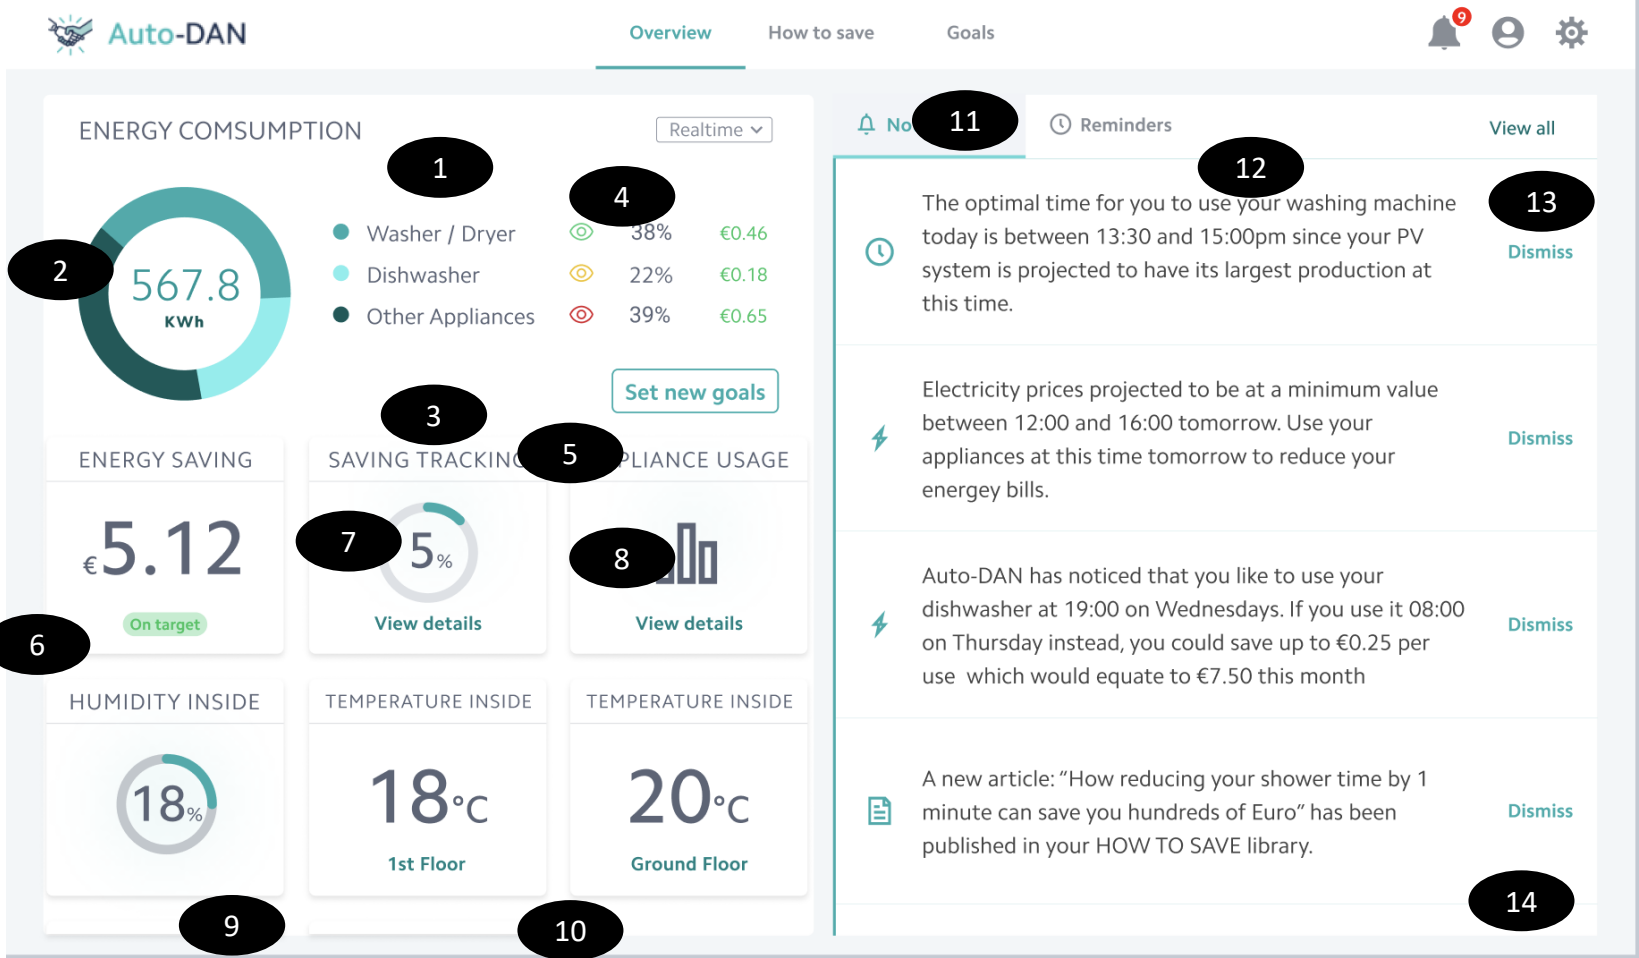 Auto-DAN
Overview
How to save
Goals
9
ENERGY COMSUMPTION
Realtime
1
4
2
567.8
KWh
Washer / Dryer 38% €0.46
Dishwasher 22% €0.18
Other Appliances 39% €0.65
Set new goals
3
5
ENERGY SAVING
€5.12
On target
6
SAVING TRACKING
7
5%
View details
PLIANCE USAGE
8
View details
HUMIDITY INSIDE
18%
TEMPERATURE INSIDE
18°C
1st Floor
TEMPERATURE INSIDE
20°C
Ground Floor
9
10
No
11
Reminders
12
View all
13
The optimal time for you to use your washing machine
today is between 13:30 and 15:00pm since your PV
system is projected to have its largest production at
this time.
Dismiss
Electricity prices projected to be at a minimum value
between 12:00 and 16:00 tomorrow. Use your
appliances at this time tomorrow to reduce your
energey bills.
Dismiss
Auto-DAN has noticed that you like to use your
dishwasher at 19:00 on Wednesdays. If you use it 08:00
on Thursday instead, you could save up to €0.25 per
use which would equate to €7.50 this month
Dismiss
A new article: “How reducing your shower time by 1
minute can save you hundreds of Euro” has been
published in your HOW TO SAVE library.
Dismiss
14